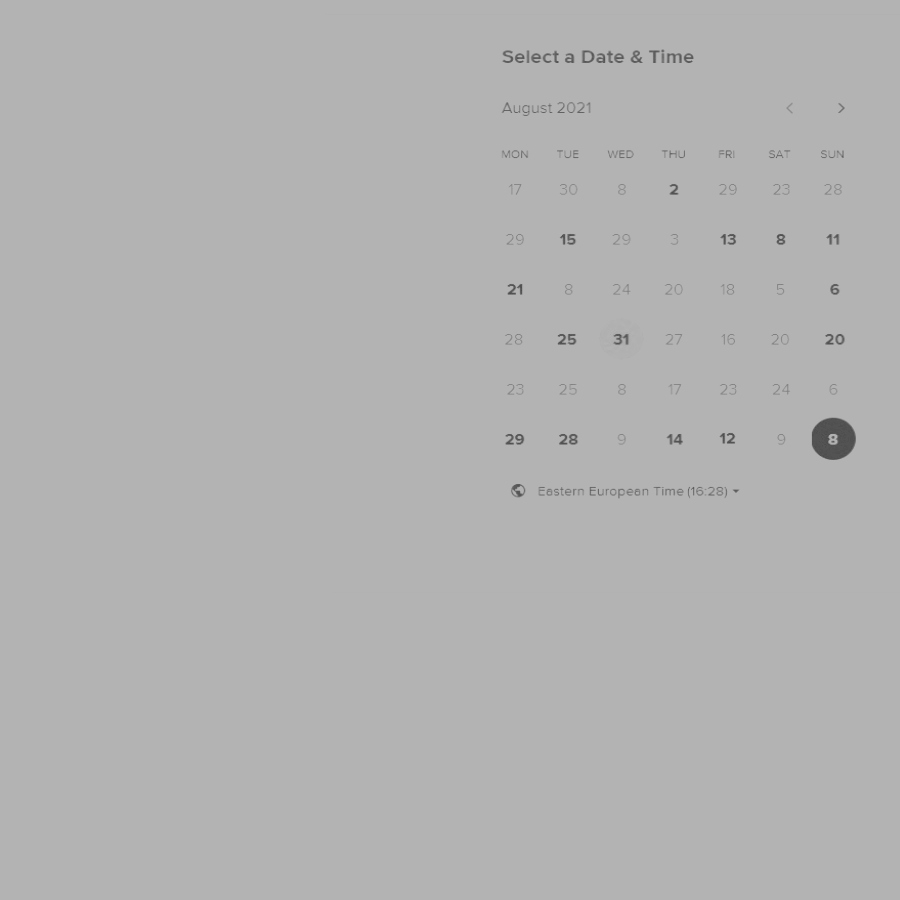 Select a Date & Time
August 2021
MON TUE WED THU FRI SAT SUN
17 30 8 2 29 23 28
29 15 29 3 13 8 11
21 8 24 20 18 5 6
28 25 31 27 16 20 20
23 25 8 17 23 24 6
29 28 9 14 12 9 8
Eastern European Time (16:28)